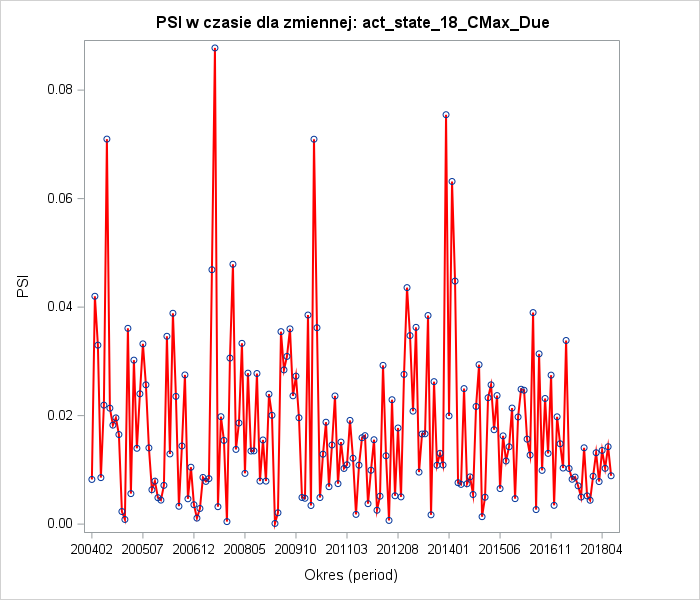 PSI w czasie dla zmiennej: act_state_18_CMax_Due
0.08
0.06
0.04
0.02
0.00
PSI
200402 200507 200612 200805 200910 201103 201208 201401 201506 201611 201804
Okres (period)